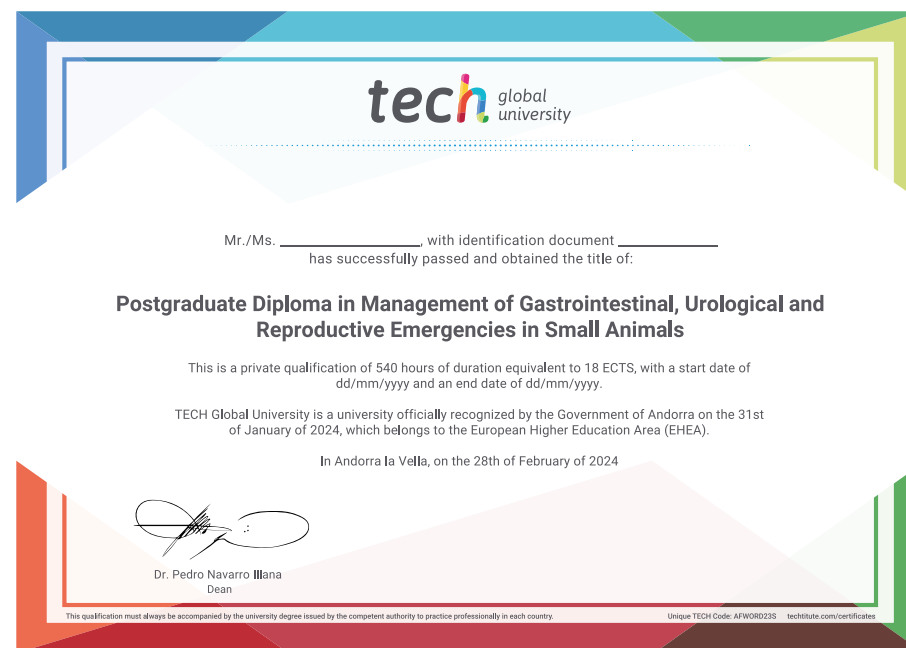 tech global university
Mr./Ms. ____________, with identification document ____________
has successfully passed and obtained the title of:
Postgraduate Diploma in Management of Gastrointestinal, Urological and
Reproductive Emergencies in Small Animals
This is a private qualification of 540 hours of duration equivalent to 18 ECTS, with a start date of
dd/mm/yyyy and an end date of dd/mm/yyyy.
TECH Global University is a university officially recognized by the Government of Andorra on the 31st
of January of 2024, which belongs to the European Higher Education Area (EHEA).
In Andorra la Vella, on the 28th of February of 2024
Dr. Pedro Navarro Illana
Dean
This qualification must always be accompanied by the university degree issued by the competent authority to practice professionally in each country.
Unique TECH Code: AFWORD23S techtitute.com/certificates